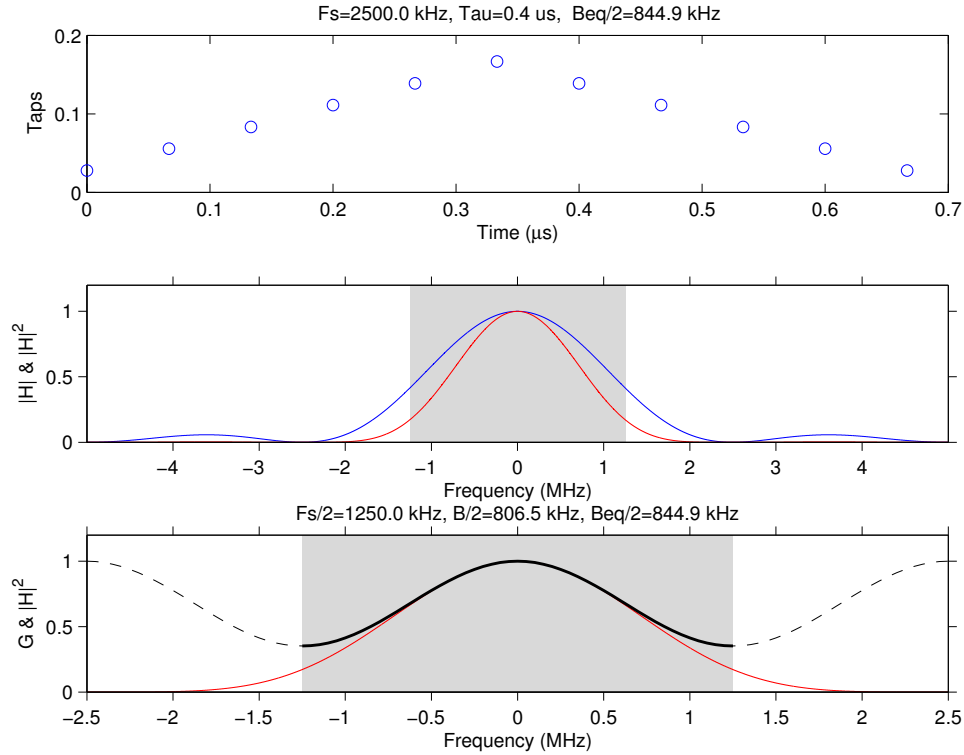 Fs=2500.0 kHz, Tau=0.4 us,  Beq/2=844.9 kHz
0.2
0.1
0
Taps
0 0.1 0.2 0.3 0.4 0.5 0.6 0.7
Time (μs)
1
0.5
0
|H| & |H|²
−4 −3 −2 −1 0 1 2 3 4
Frequency (MHz)
Fs/2=1250.0 kHz, B/2=806.5 kHz, Beq/2=844.9 kHz
1
0.5
0
G & |H|²
−2.5 −2 −1.5 −1 −0.5 0 0.5 1 1.5 2 2.5
Frequency (MHz)